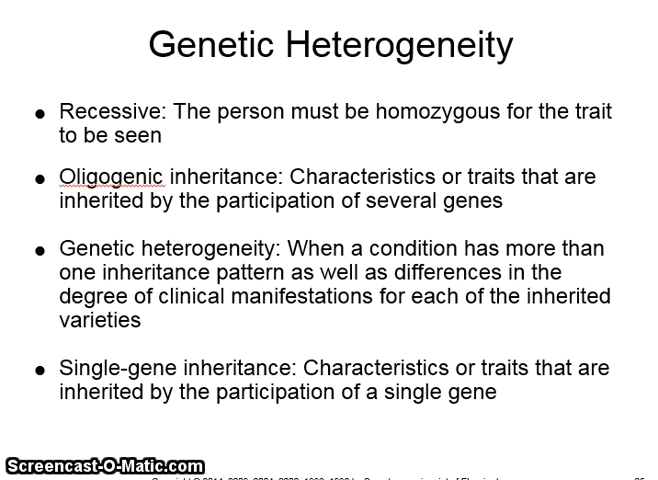 Genetic Heterogeneity
● Recessive: The person must be homozygous for the trait
to be seen
● Oligogenic inheritance: Characteristics or traits that are
inherited by the participation of several genes
● Genetic heterogeneity: When a condition has more than
one inheritance pattern as well as differences in the
degree of clinical manifestations for each of the inherited
varieties
● Single-gene inheritance: Characteristics or traits that are
inherited by the participation of a single gene
Screencast-O-Matic.com